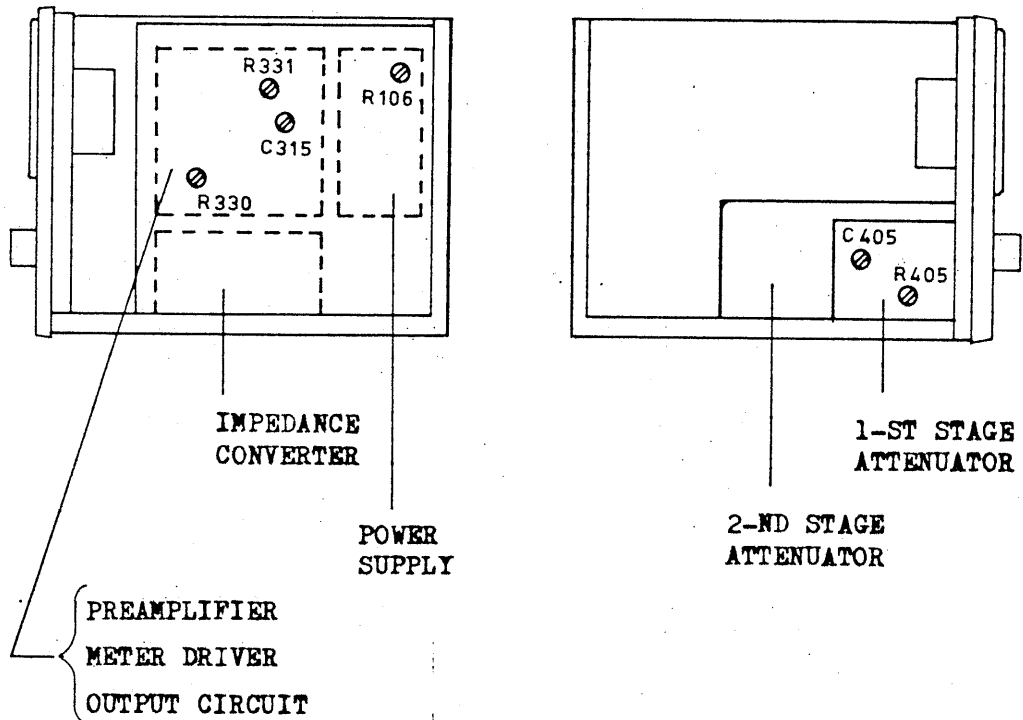 R331
R106
C315
R330
C405
R405
IMPEDANCE
CONVERTER
POWER
SUPPLY
PREAMPLIFIER
METER DRIVER
OUTPUT CIRCUIT
1-ST STAGE
ATTENUATOR
2-ND STAGE
ATTENUATOR